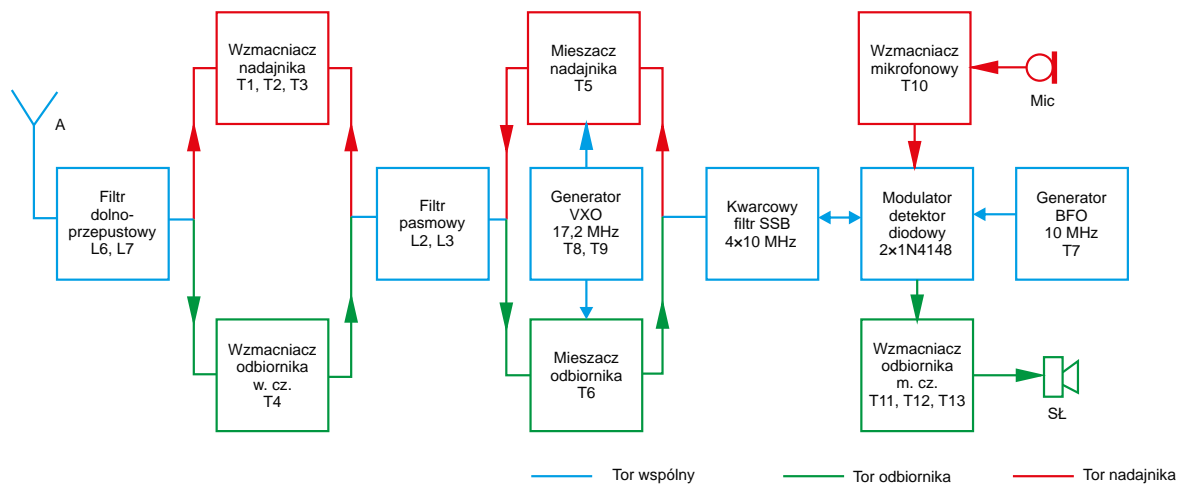 Wzmacniacz
nadajnika
T1, T2, T3
Mieszacz
nadajnika
T5
Wzmacniacz
mikrofonowy
T10
Mic
A
Filtr
dolno-
przepustowy
L6, L7
Filtr
pasmowy
L2, L3
Generator
VXO
17,2 MHz
T8, T9
Kwarcowy
filtr SSB
4×10 MHz
Modulator
detektor
diodowy
2×1N4148
Generator
BFO
10 MHz
T7
Wzmacniacz
odbiornika
w. cz.
T4
Mieszacz
odbiornika
T6
Wzmacniacz
odbiornika
m. cz.
T11, T12, T13
SŁ
Tor wspólny
Tor odbiornika
Tor nadajnika